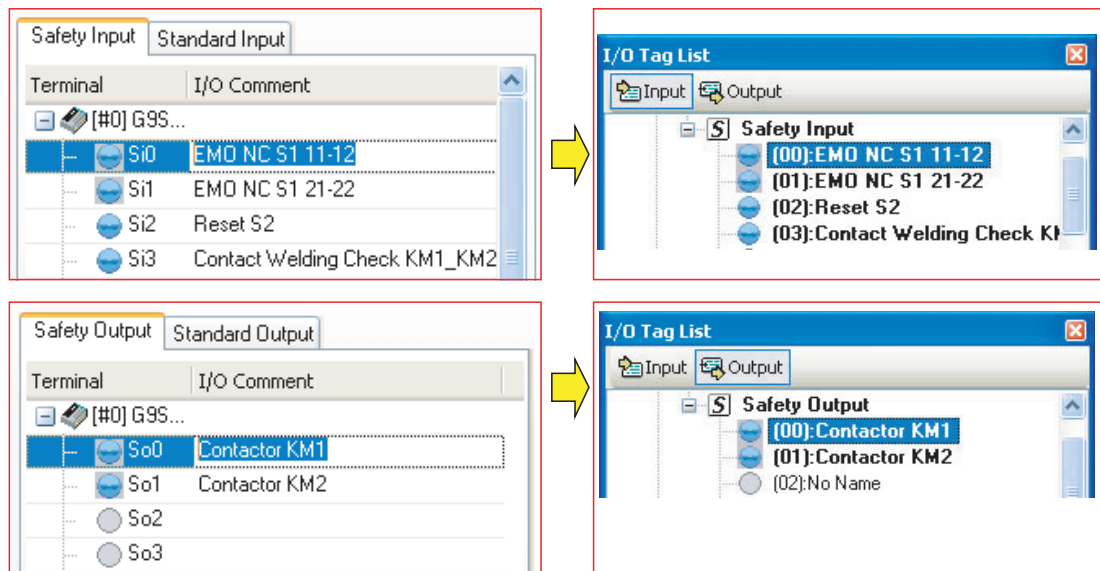 Safety Input Standard Input
Terminal I/O Comment
[#0] G9S...
Si0 EMO NC S1 11-12
Si1 EMO NC S1 21-22
Si2 Reset S2
Si3 Contact Welding Check KM1_KM2
I/O Tag List
Input Output
S Safety Input
(00):EMO NC S1 11-12
(01):EMO NC S1 21-22
(02):Reset S2
(03):Contact Welding Check
Safety Output Standard Output
Terminal I/O Comment
[#0] G9S...
So0 Contactor KM1
So1 Contactor KM2
So2
So3
I/O Tag List
Input Output
S Safety Output
(00):Contactor KM1
(01):Contactor KM2
(02):No Name